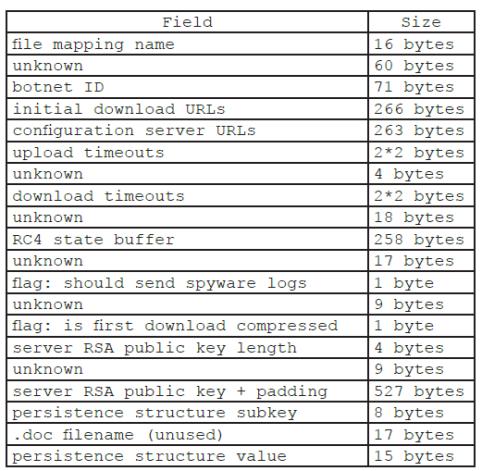 Field Size
file mapping name 16 bytes
unknown 60 bytes
botnet ID 71 bytes
initial download URLs 266 bytes
configuration server URLs 263 bytes
upload timeouts 2*2 bytes
unknown 4 bytes
download timeouts 2*2 bytes
unknown 18 bytes
RC4 state buffer 258 bytes
unknown 17 bytes
flag: should send spyware logs 1 byte
unknown 9 bytes
flag: is first download compressed 1 byte
server RSA public key length 4 bytes
unknown 9 bytes
server RSA public key + padding 527 bytes
persistence structure subkey 8 bytes
.doc filename (unused) 17 bytes
persistence structure value 15 bytes